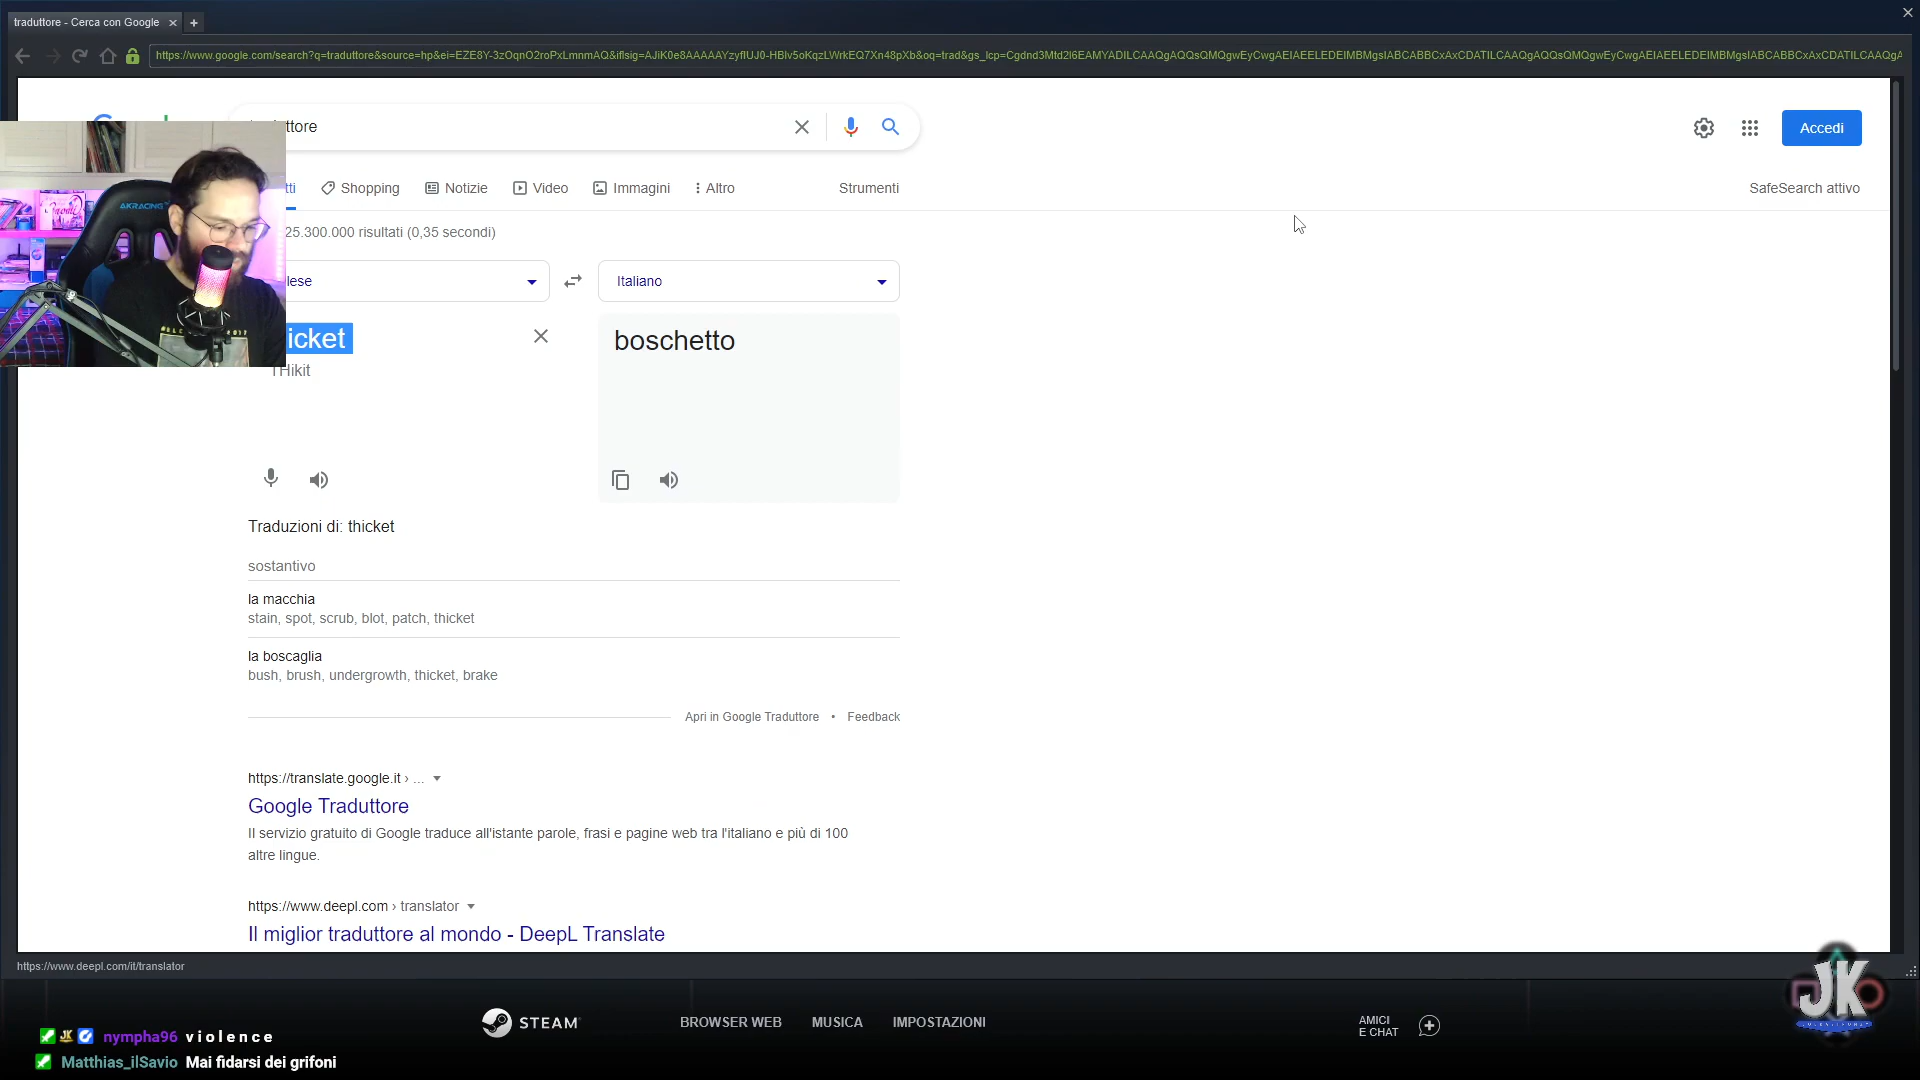 traduttore - Cerca con Google
https://www.google.com/search?q=traduttore&source=hp&ei=EZE8Y-3zOqnO2roPxLmnmAQ&iflsig=AJiK0e8AAAAAYzyfIUJ0-HBlv5oKqzLWrkEQ7Xn48pXb&oq=trad&gs_lcp=Cgdnd3Mtd2l6EAMYADILCAAQgAQQsQMQgwEyCwgAEIAEELEDEIMBMgsIABCABBCxAxCDATILCAAQgAQQsQMQgwEyCwgAEIAEELEDEIMBMgsIABCABBCxAxCDATILCAAQgA
ttore
Accedi
tti Shopping Notizie Video Immagini Altro Strumenti SafeSearch attivo
25.300.000 risultati (0,35 secondi)
lese Italiano
icket boschetto
Hikit
AKRACING
Traduzioni di: thicket
sostantivo
la macchia
stain, spot, scrub, blot, patch, thicket
la boscaglia
bush, brush, undergrowth, thicket, brake
Apri in Google Traduttore • Feedback
https://translate.google.it › ...
Google Traduttore
Il servizio gratuito di Google traduce all'istante parole, frasi e pagine web tra l'italiano e più di 100
altre lingue.
https://www.deepl.com › translator
Il miglior traduttore al mondo - DeepL Translate
https://www.deepl.com/it/translator
JK
STEAM BROWSER WEB MUSICA IMPOSTAZIONI AMICI
E CHAT
nympha96 violence
Matthias_ilSavio Mai fidarsi dei grifoni